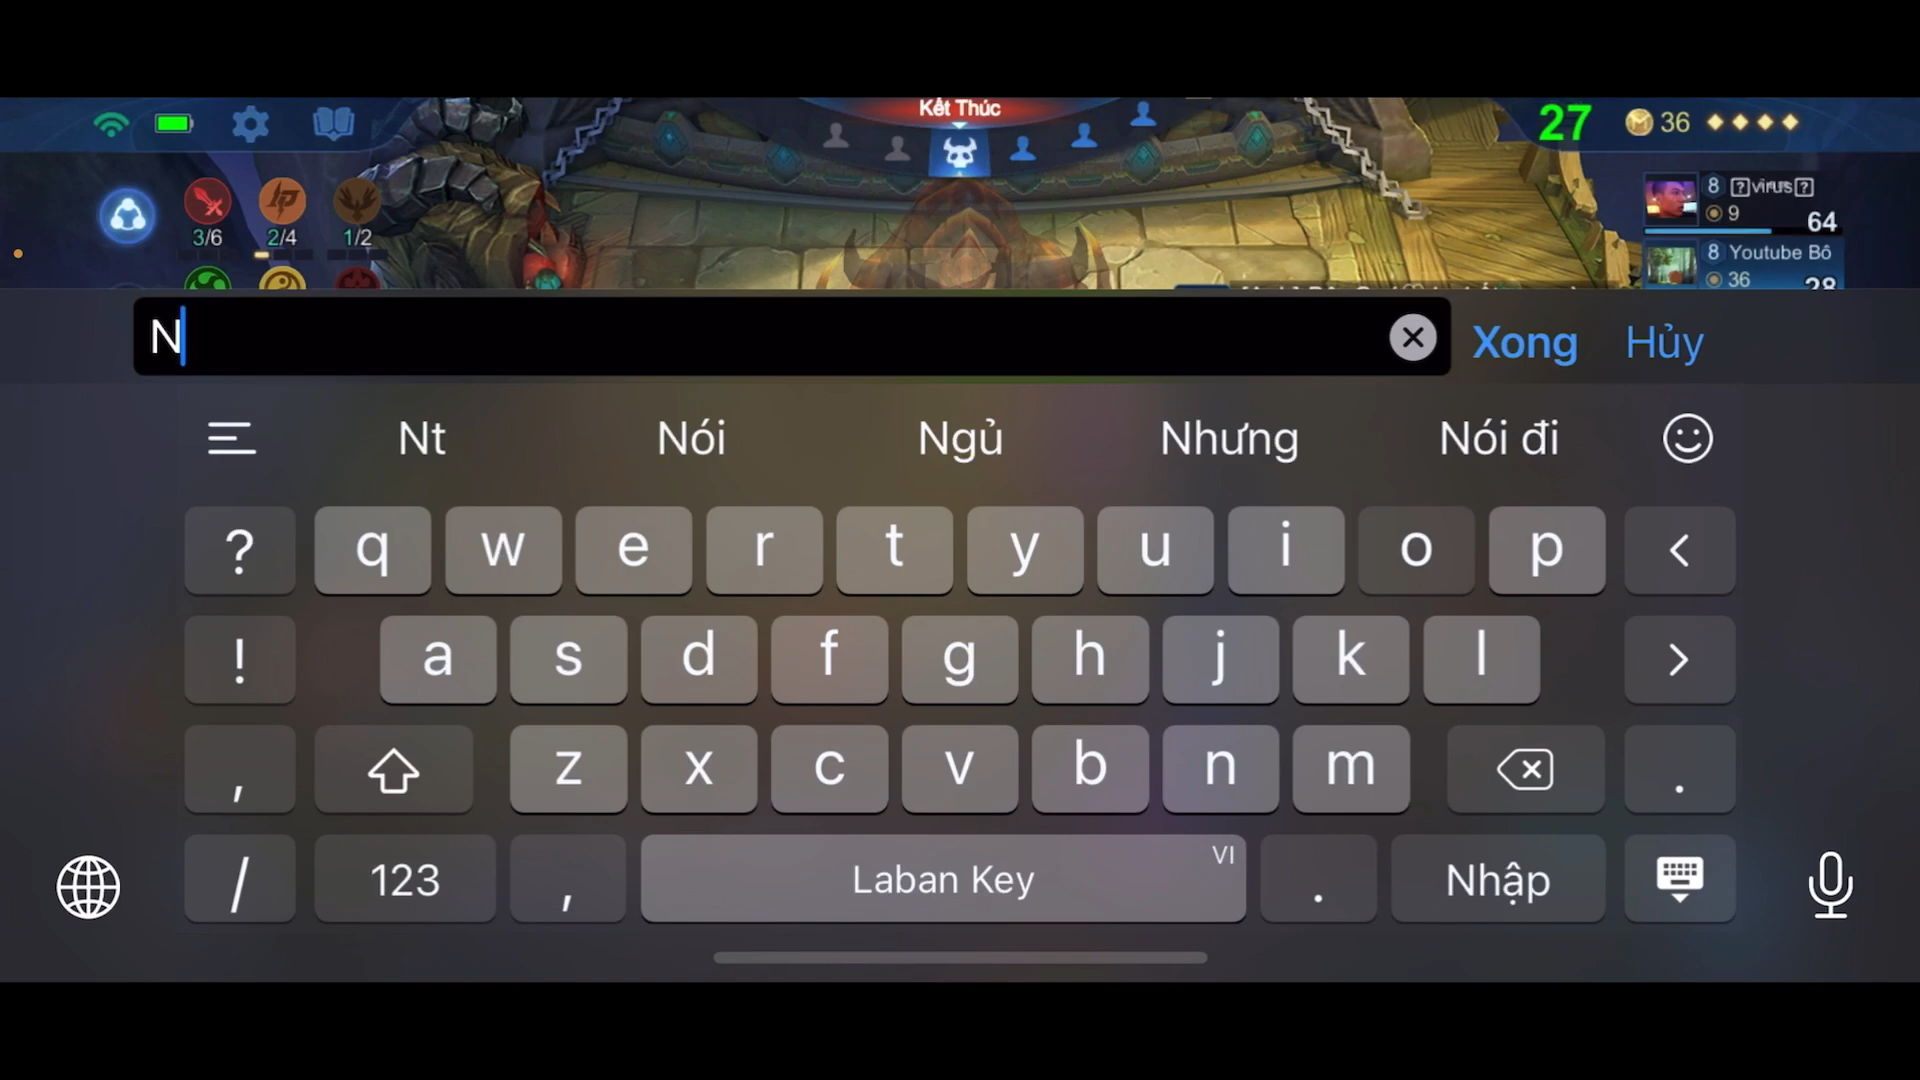 Kết Thúc
27
36
8 virus
9
64
3/6
2/4
1/2
8 Youtube Bô
36
28
N
Xong
Hủy
Nt
Nói
Ngủ
Nhưng
Nói đi
? q w e r t y u i o p <
! a s d f g h j k l >
, z x c v b n m .
/ 123 , Laban Key VI . Nhập